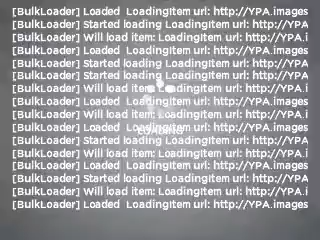 [BulkLoader] Loaded LoadingItem url: http://YPA.images
[BulkLoader] Started loading LoadingItem url: http://YPA
[BulkLoader] Will load item: LoadingItem url: http://YPA.i
[BulkLoader] Loaded LoadingItem url: http://YPA.images
[BulkLoader] Started loading LoadingItem url: http://YPA
[BulkLoader] Started loading LoadingItem url: http://YPA
[BulkLoader] Will load item: LoadingItem url: http://YPA.i
[BulkLoader] Loaded LoadingItem url: http://YPA.images
[BulkLoader] Will load item: LoadingItem url: http://YPA.i
[BulkLoader] Loaded LoadingItem url: http://YPA.images
[BulkLoader] Started loading LoadingItem url: http://YPA
[BulkLoader] Will load item: LoadingItem url: http://YPA.i
[BulkLoader] Loaded LoadingItem url: http://YPA.images
[BulkLoader] Started loading LoadingItem url: http://YPA
[BulkLoader] Will load item: LoadingItem url: http://YPA.i
[BulkLoader] Loaded LoadingItem url: http://YPA.images